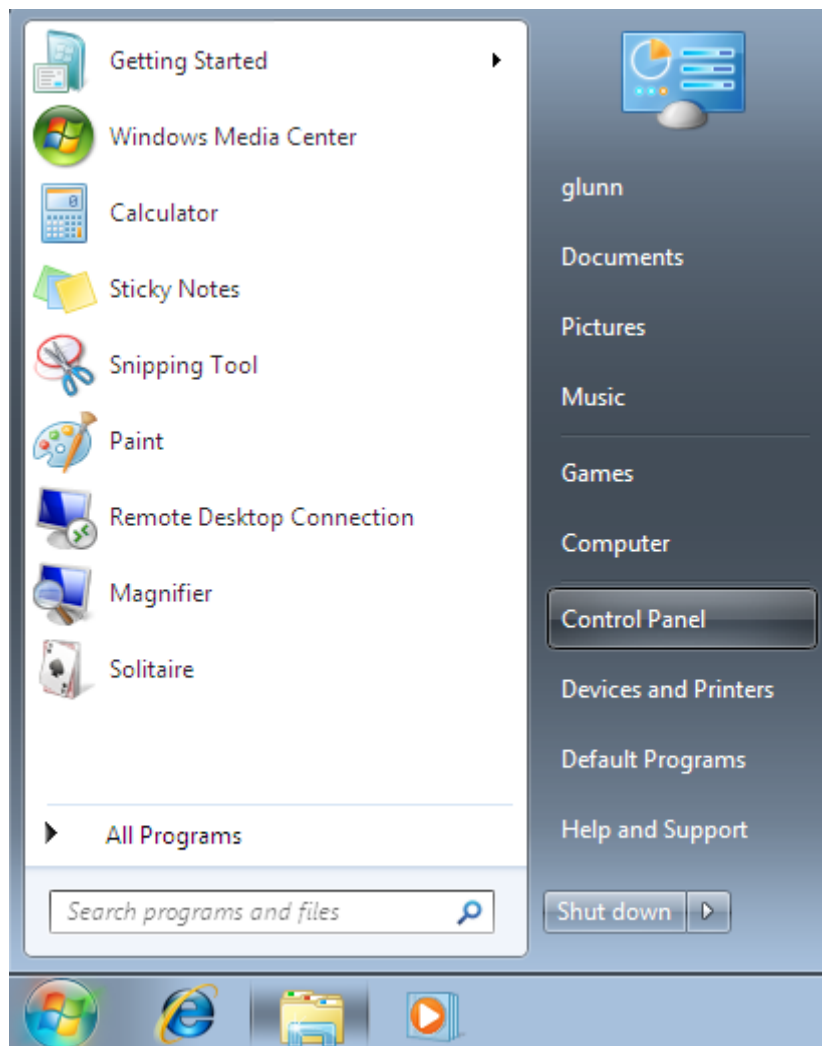 Getting Started
Windows Media Center
Calculator
Sticky Notes
Snipping Tool
Paint
Remote Desktop Connection
Magnifier
Solitaire
All Programs
Search programs and files
glunn
Documents
Pictures
Music
Games
Computer
Control Panel
Devices and Printers
Default Programs
Help and Support
Shut down